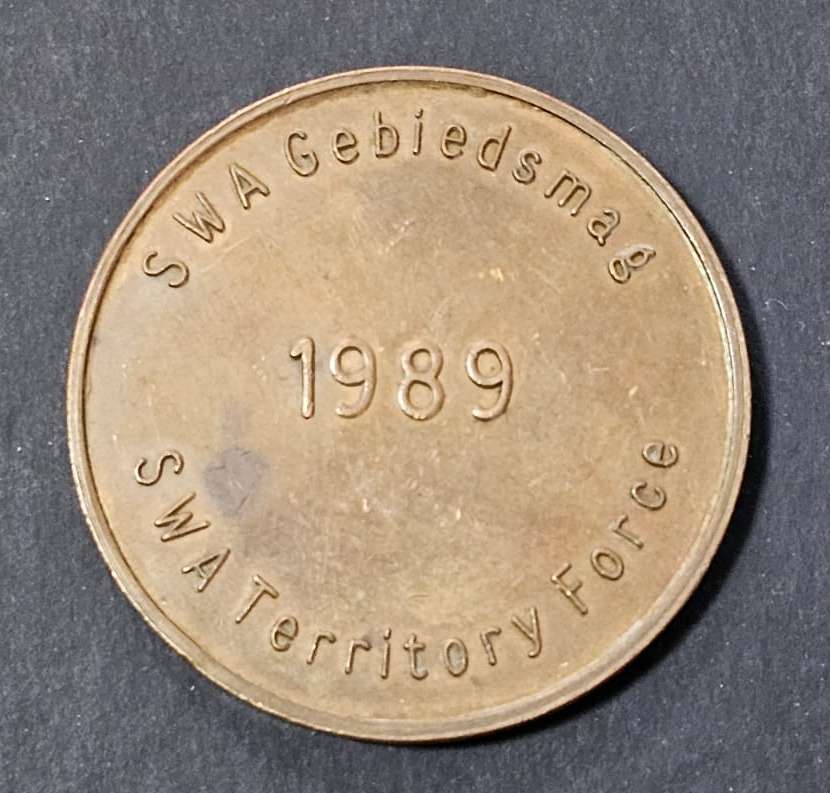 SWA Gebiedsmag
1989
SWA Territory Force